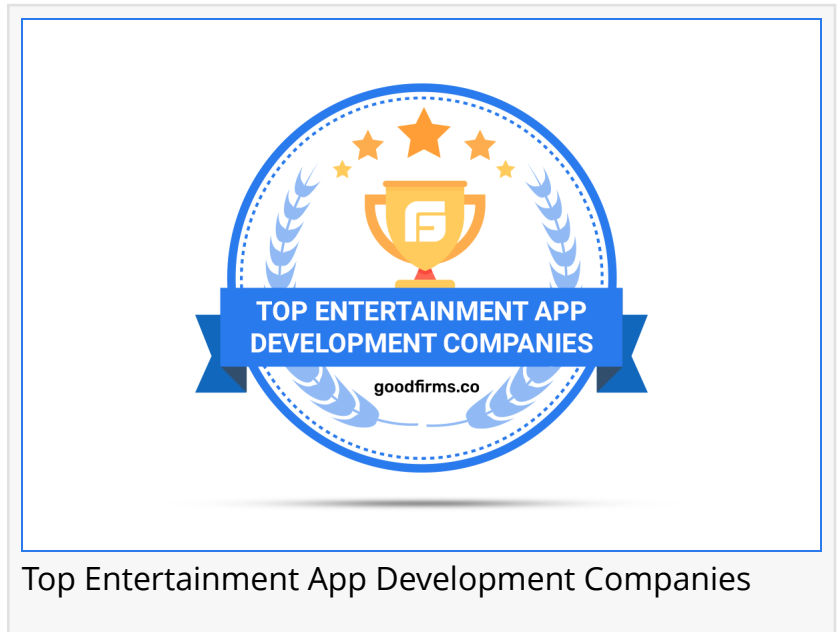 TOP ENTERTAINMENT APP
DEVELOPMENT COMPANIES
goodfirms.co
Top Entertainment App Development Companies